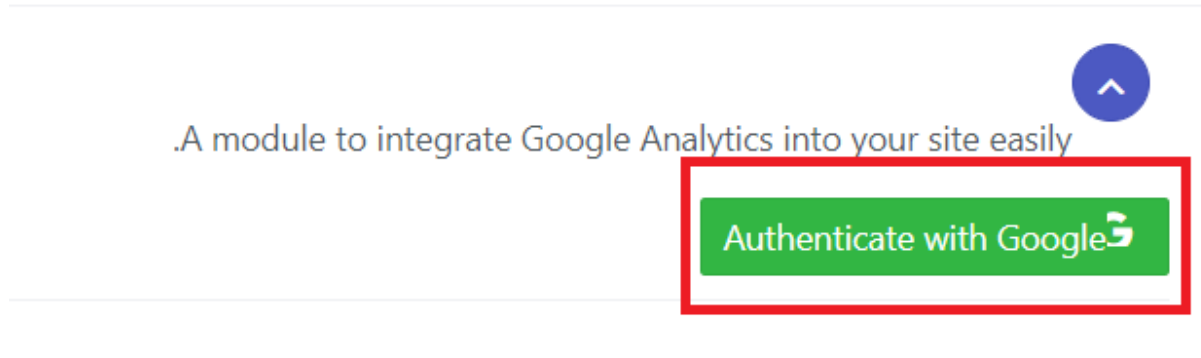 .A module to integrate Google Analytics into your site easily
Authenticate with Google